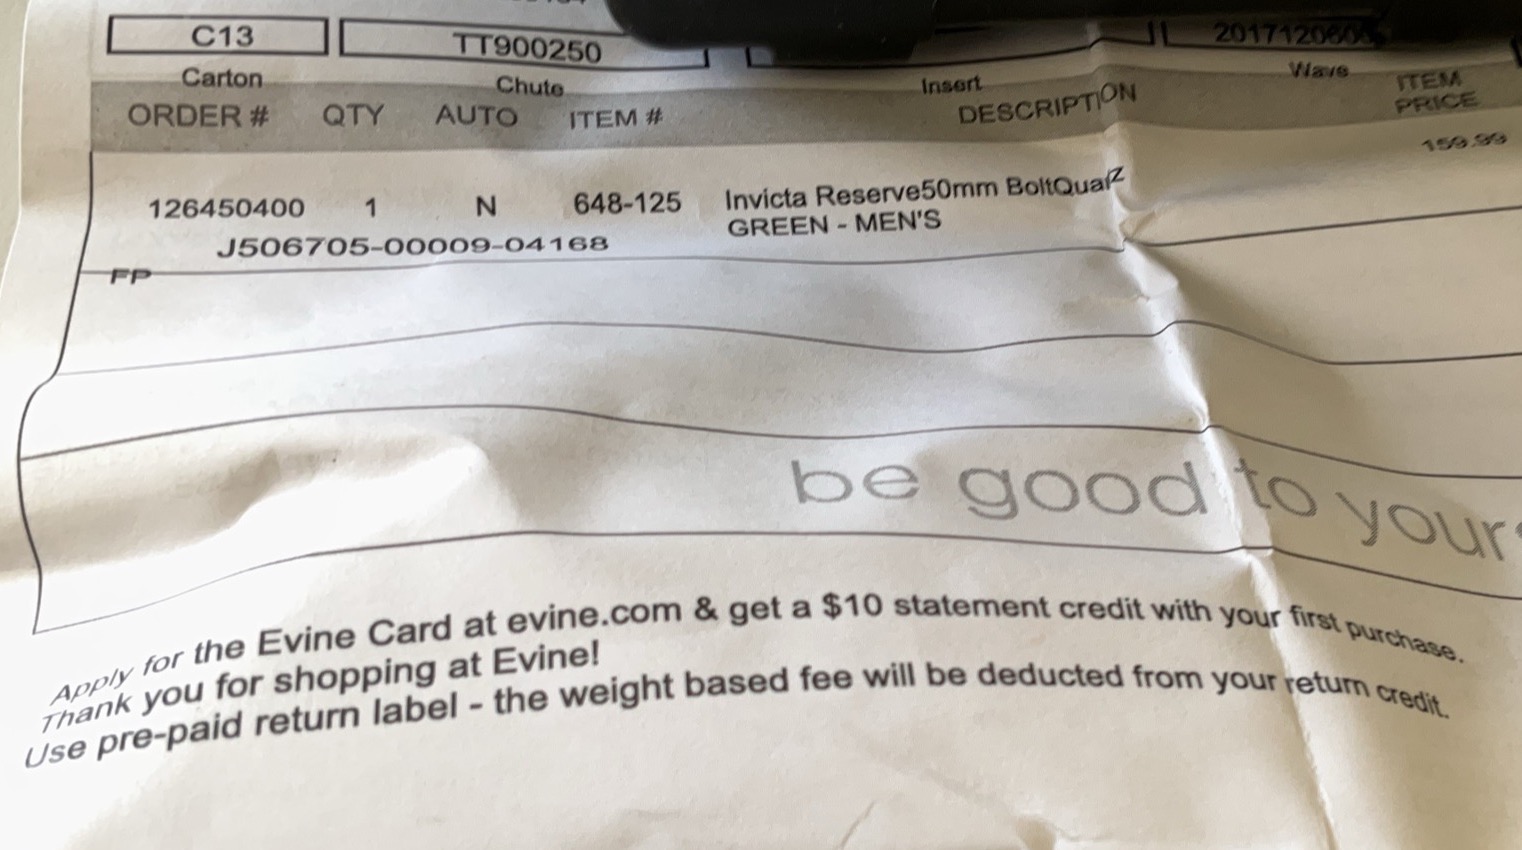 C13 TT900250
Carton Chute Insert Wave
ORDER # QTY AUTO ITEM # DESCRIPTION ITEM PRICE
159.99
126450400 1 N 648-125 Invicta Reserve50mm BoltQuarZ
GREEN - MEN'S
J506705-00009-04168
FP
be good to your
Apply for the Evine Card at evine.com & get a $10 statement credit with your first purchase.
Thank you for shopping at Evine!
Use pre-paid return label - the weight based fee will be deducted from your return credit.